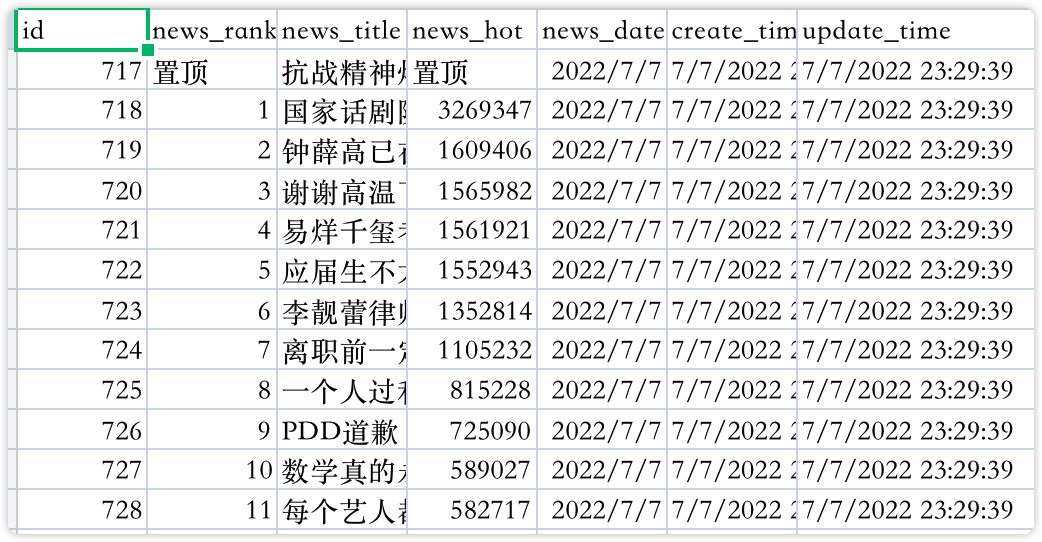 id news_rank news_title news_hot news_date create_tim update_time
717 置顶 抗战精神 置顶 2022/7/7 7/7/2022 7/7/2022 23:29:39
718 1 国家话剧 3269347 2022/7/7 7/7/2022 7/7/2022 23:29:39
719 2 钟薛高已 1609406 2022/7/7 7/7/2022 7/7/2022 23:29:39
720 3 谢谢高温 1565982 2022/7/7 7/7/2022 7/7/2022 23:29:39
721 4 易烊千玺 1561921 2022/7/7 7/7/2022 7/7/2022 23:29:39
722 5 应届生不 1552943 2022/7/7 7/7/2022 7/7/2022 23:29:39
723 6 李靓蕾律 1352814 2022/7/7 7/7/2022 7/7/2022 23:29:39
724 7 离职前一 1105232 2022/7/7 7/7/2022 7/7/2022 23:29:39
725 8 一个人过 815228 2022/7/7 7/7/2022 7/7/2022 23:29:39
726 9 PDD道歉 725090 2022/7/7 7/7/2022 7/7/2022 23:29:39
727 10 数学真的 589027 2022/7/7 7/7/2022 7/7/2022 23:29:39
728 11 每个艺人 582717 2022/7/7 7/7/2022 7/7/2022 23:29:39